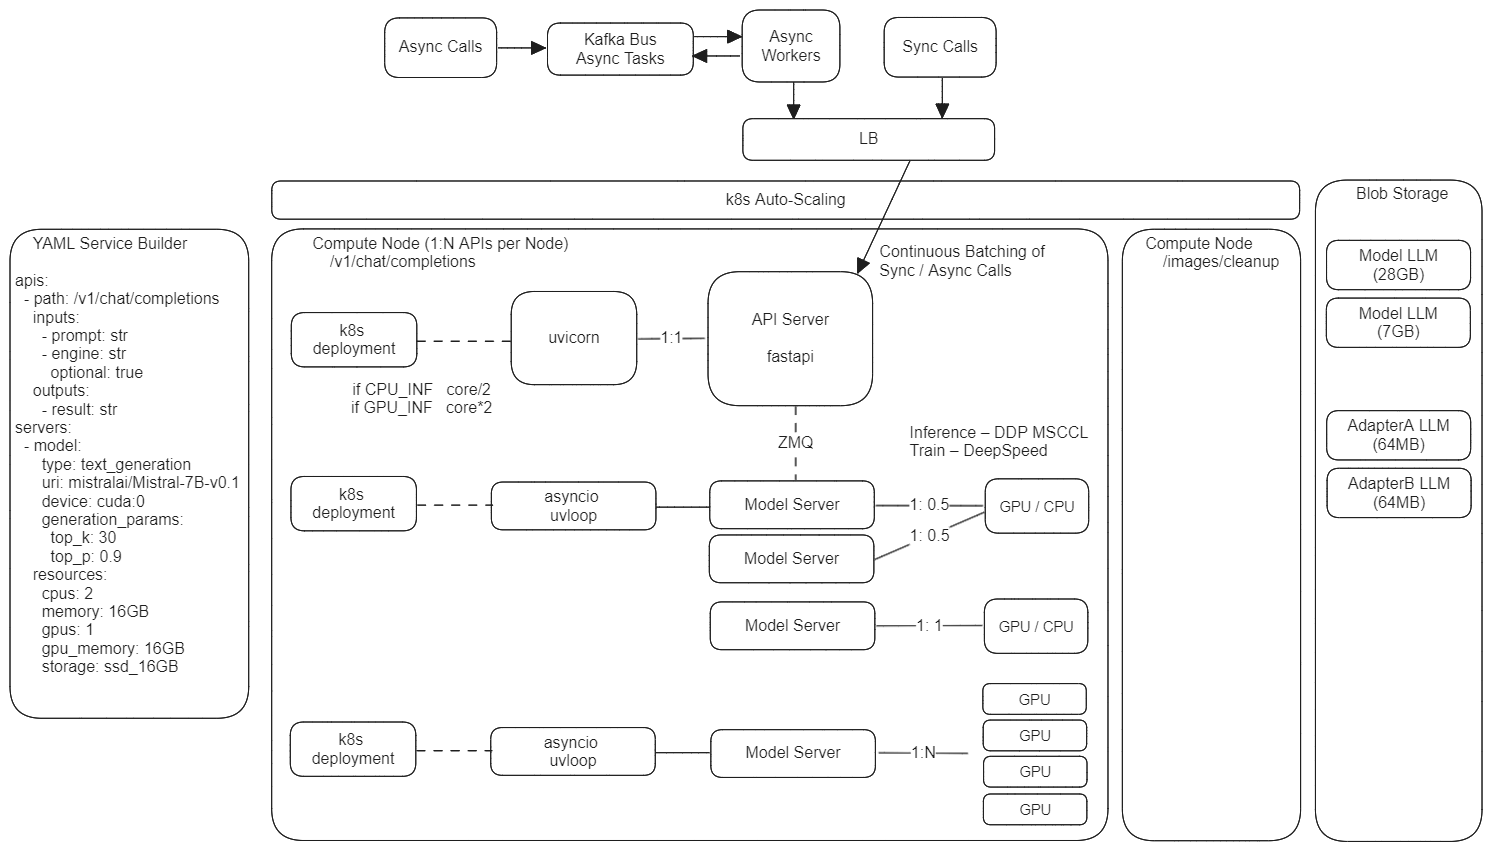 Async Calls
Kafka Bus
Async Tasks
Async
Workers
Sync Calls
LB
k8s Auto-Scaling
YAML Service Builder
apis:
- path: /v1/chat/completions
inputs:
- prompt: str
- engine: str
optional: true
outputs:
- result: str
servers:
- model:
type: text_generation
uri: mistralai/Mistral-7B-v0.1
device: cuda:0
generation_params:
top_k: 30
top_p: 0.9
resources:
cpus: 2
memory: 16GB
gpus: 1
gpu_memory: 16GB
storage: ssd_16GB
Compute Node (1:N APIs per Node)
/v1/chat/completions
Continuous Batching of
Sync / Async Calls
k8s
deployment
uvicorn
1:1
API Server
fastapi
if CPU_INF core/2
if GPU_INF core*2
ZMQ
Inference – DDP MSCCL
Train – DeepSpeed
k8s
deployment
asyncio
uvloop
Model Server
1: 0.5
GPU / CPU
1: 0.5
Model Server
Model Server
1: 1
GPU / CPU
k8s
deployment
asyncio
uvloop
Model Server
1:N
GPU
GPU
GPU
GPU
Compute Node
/images/cleanup
Blob Storage
Model LLM
(28GB)
Model LLM
(7GB)
AdapterA LLM
(64MB)
AdapterB LLM
(64MB)